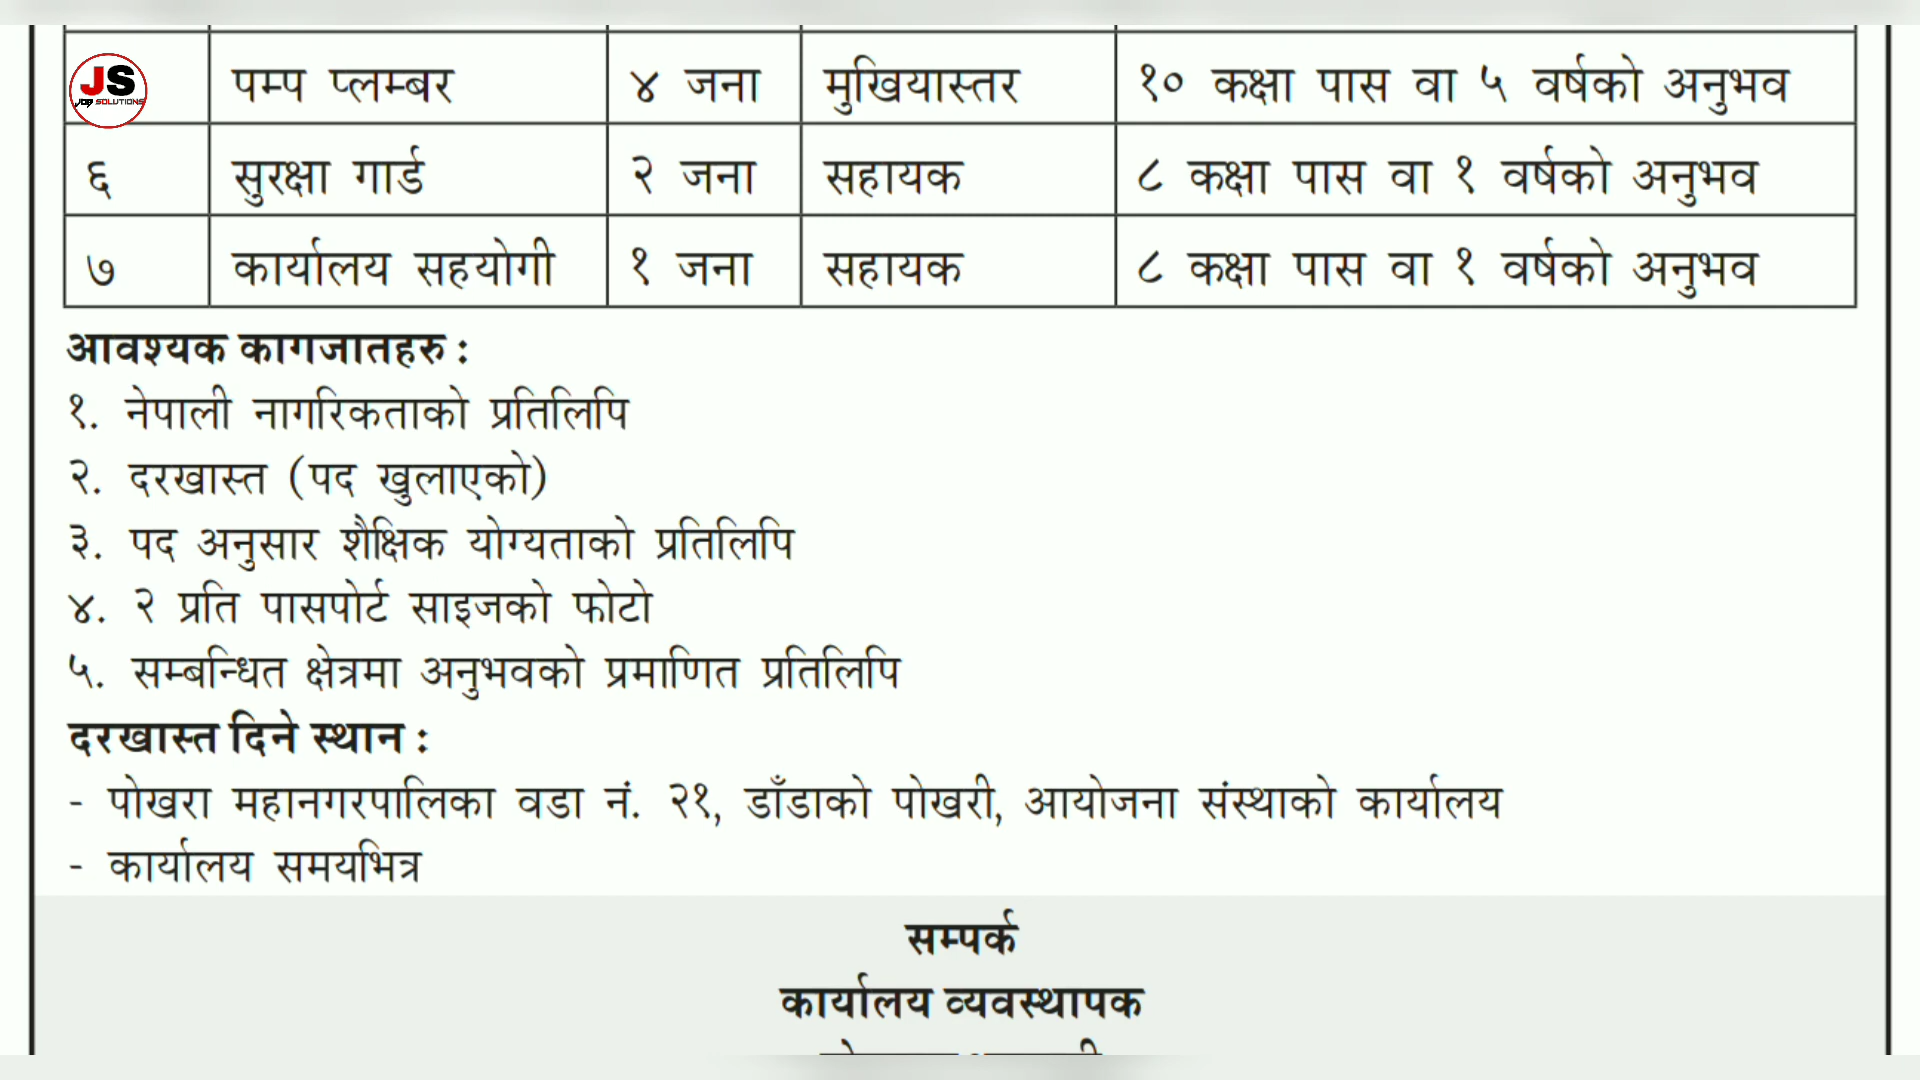 JS
JOB SOLUTIONS
पम्प प्लम्बर ४ जना मुखियास्तर १० कक्षा पास वा ५ वर्षको अनुभव
६ सुरक्षा गार्ड २ जना सहायक ८ कक्षा पास वा १ वर्षको अनुभव
७ कार्यालय सहयोगी १ जना सहायक ८ कक्षा पास वा १ वर्षको अनुभव
आवश्यक कागजातहरु :
१. नेपाली नागरिकताको प्रतिलिपि
२. दरखास्त (पद खुलाएको)
३. पद अनुसार शैक्षिक योग्यताको प्रतिलिपि
४. २ प्रति पासपोर्ट साइजको फोटो
५. सम्बन्धित क्षेत्रमा अनुभवको प्रमाणित प्रतिलिपि
दरखास्त दिने स्थान :
- पोखरा महानगरपालिका वडा नं. २१, डाँडाको पोखरी, आयोजना संस्थाको कार्यालय
- कार्यालय समयभित्र
सम्पर्क
कार्यालय व्यवस्थापक